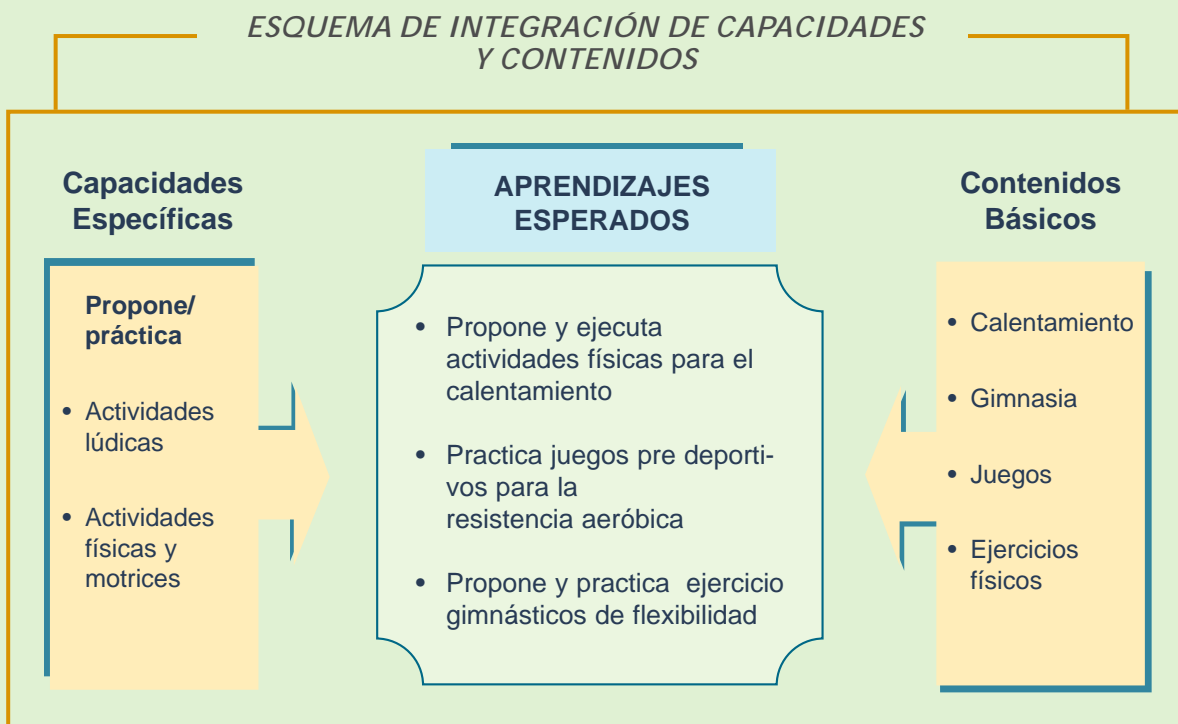 ESQUEMA DE INTEGRACIÓN DE CAPACIDADES
Y CONTENIDOS
Capacidades
Específicas
Propone/
práctica
• Actividades
lúdicas
• Actividades
físicas y
motrices
APRENDIZAJES
ESPERADOS
• Propone y ejecuta
actividades físicas para el
calentamiento
• Practica juegos pre deporti-
vos para la
resistencia aeróbica
• Propone y practica ejercicio
gimnásticos de flexibilidad
Contenidos
Básicos
• Calentamiento
• Gimnasia
• Juegos
• Ejercicios
físicos